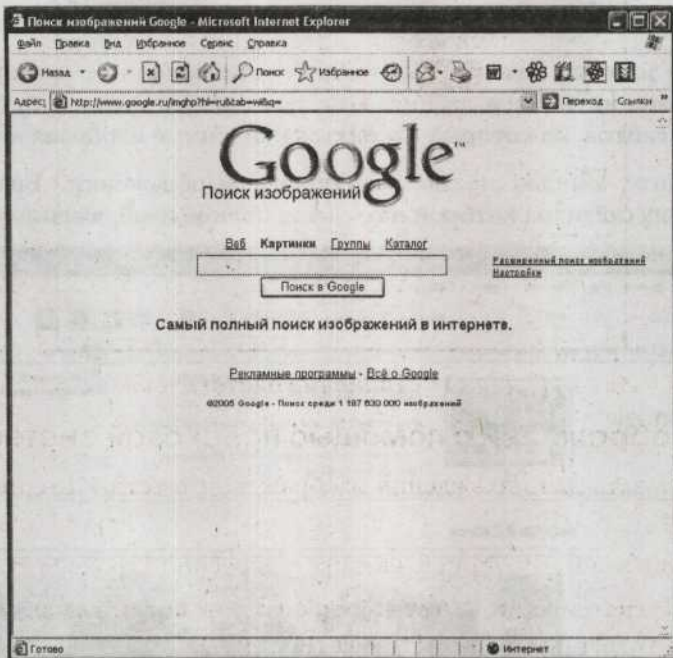 Поиск изображений Google - Microsoft Internet Explorer
Файл Правка Вид Избранное Сервис Справка
Назад Поиск Избранное
Адрес: http://www.google.ru/imghp?hl=ru&tab=wi&q= Переход Ссылки »
Google™
Поиск изображений
Веб Картинки Группы Каталог
Расширенный поиск изображений
Настройки
Поиск в Google
Самый полный поиск изображений в интернете.
Рекламные программы - Всё о Google
©2005 Google - Поиск среди 1 187 630 000 изображений
Готово Интернет